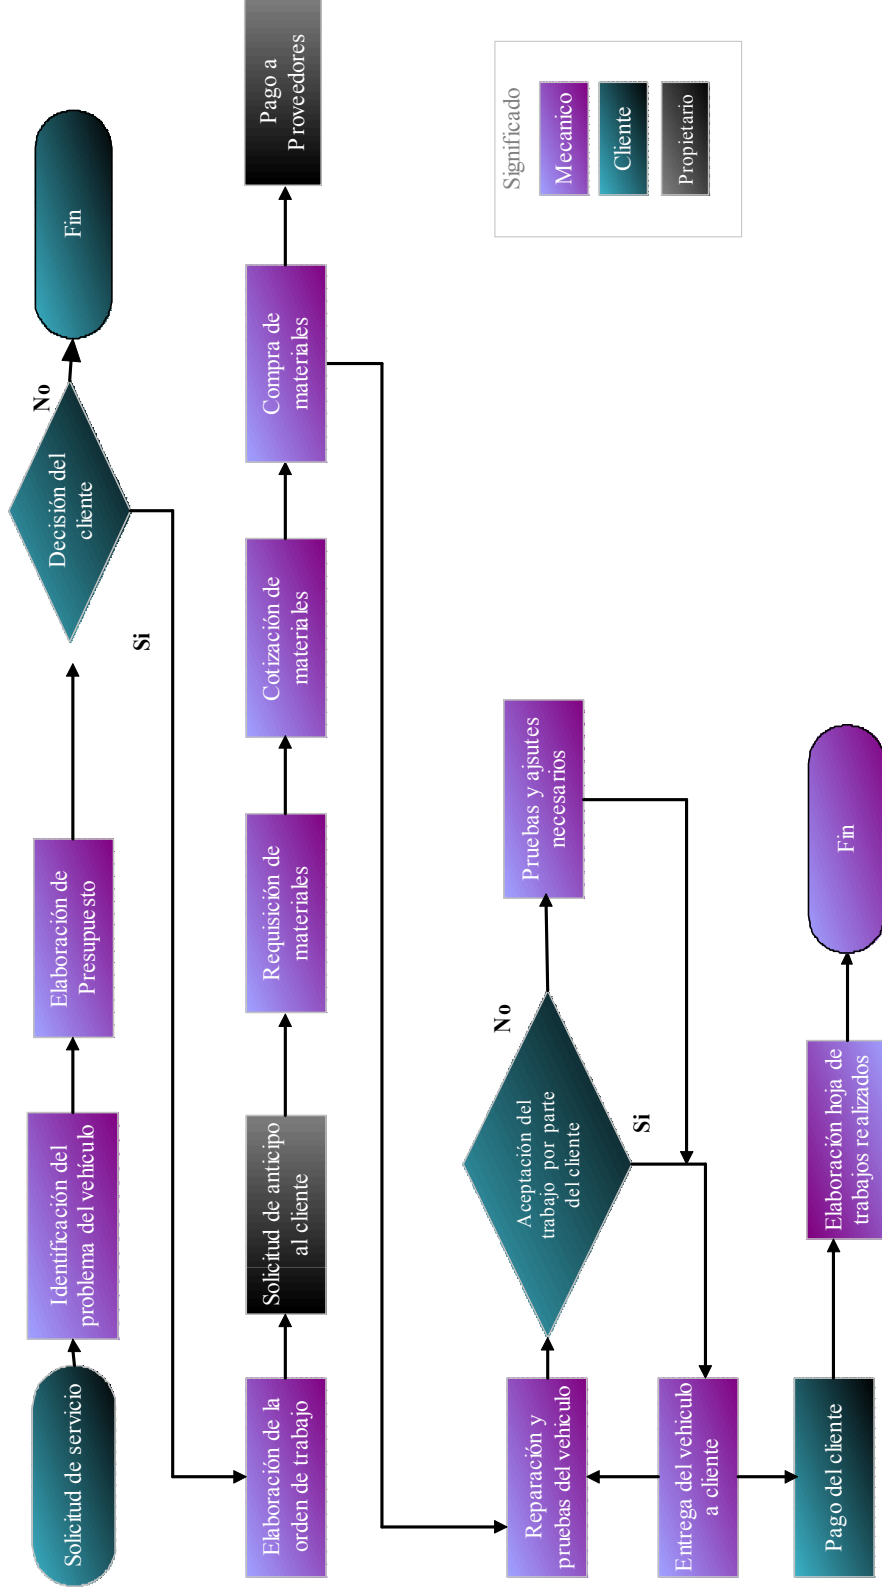 Solicitud de servicio
Identificación del
problema del vehículo
Elaboración de
Presupuesto
Decisión del
cliente
No
Fin
Si
Elaboración de la
orden de trabajo
Solicitud de anticipo
al cliente
Requisición de
materiales
Cotización de
materiales
Compra de
materiales
Pago a
Proveedores
Reparación y
pruebas del vehiculo
Aceptación del
trabajo por parte
del cliente
No
Pruebas y ajsutes
necesarios
Si
Entrega del vehiculo
a cliente
Pago del cliente
Elaboración hoja de
trabajos realizados
Fin
Significado
Mecanico
Cliente
Propietario